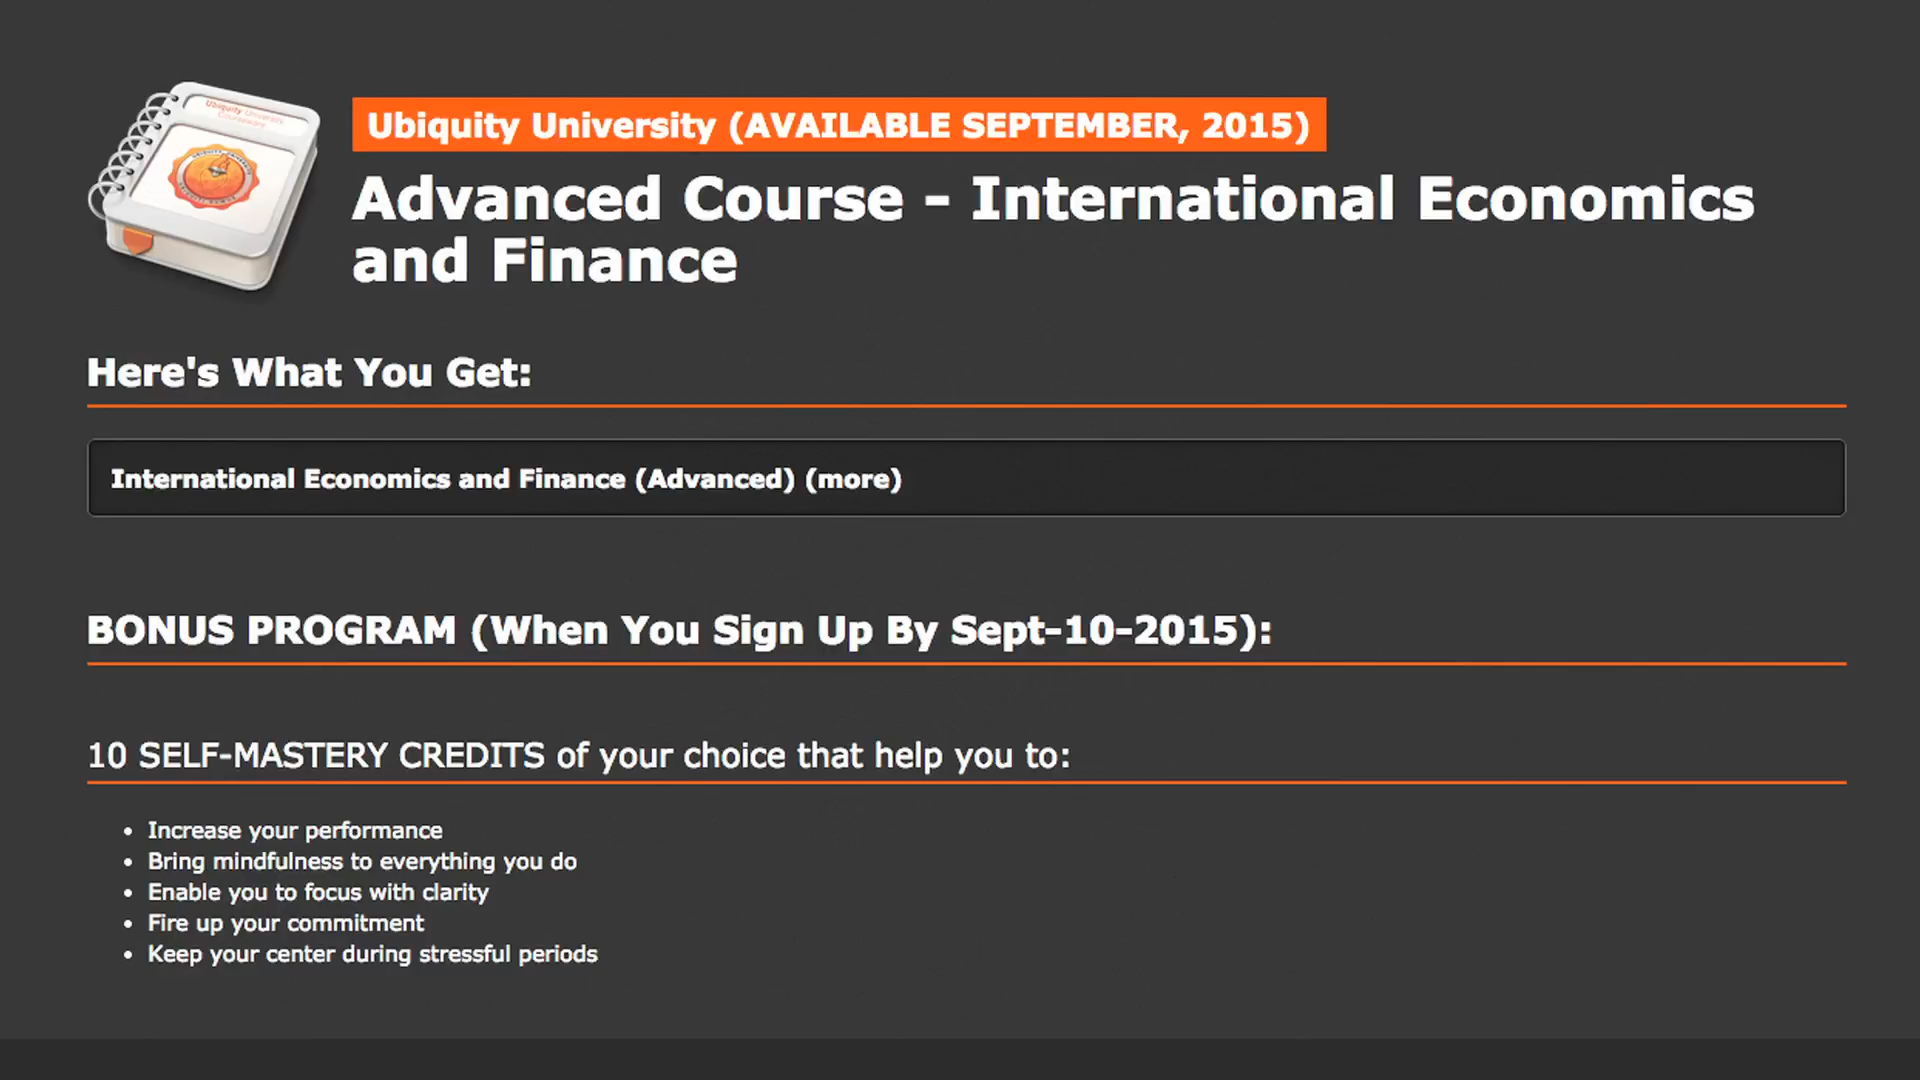 Ubiquity University
Courseware
Ubiquity University (AVAILABLE SEPTEMBER, 2015)
Advanced Course - International Economics
and Finance
Here's What You Get:
International Economics and Finance (Advanced) (more)
BONUS PROGRAM (When You Sign Up By Sept-10-2015):
10 SELF-MASTERY CREDITS of your choice that help you to:
• Increase your performance
• Bring mindfulness to everything you do
• Enable you to focus with clarity
• Fire up your commitment
• Keep your center during stressful periods